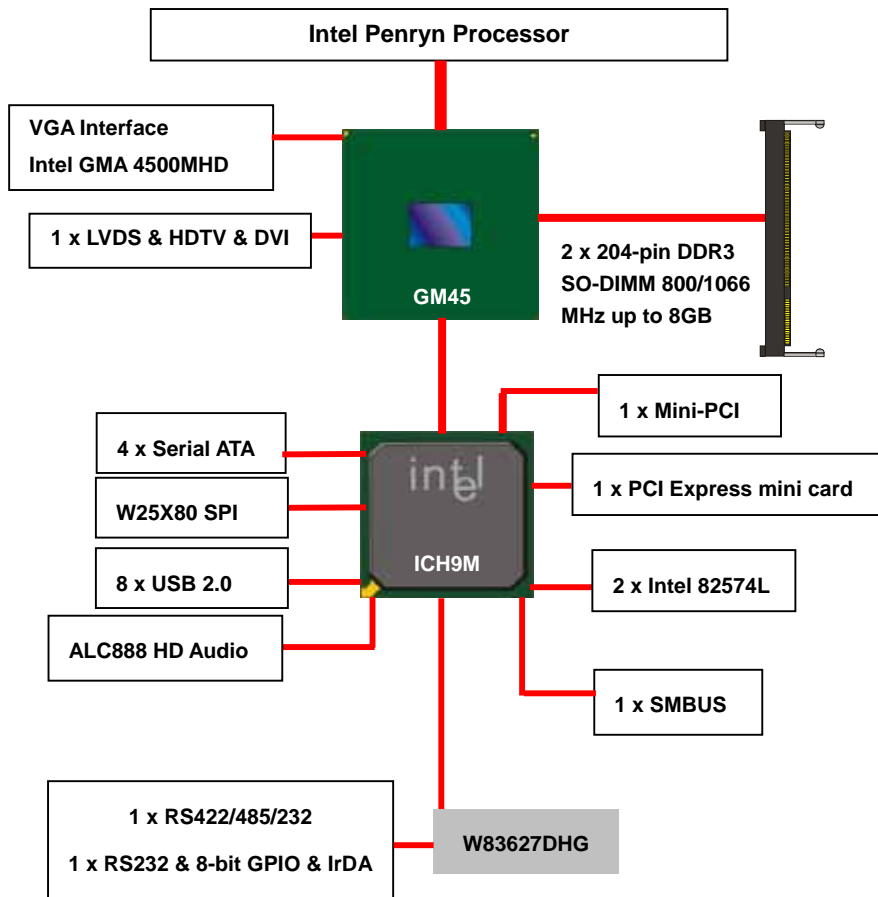 Intel Penryn Processor
VGA Interface
Intel GMA 4500MHD
1 x LVDS & HDTV & DVI
GM45
2 x 204-pin DDR3
SO-DIMM 800/1066
MHz up to 8GB
1 x Mini-PCI
4 x Serial ATA
intel
1 x PCI Express mini card
W25X80 SPI
ICH9M
8 x USB 2.0
2 x Intel 82574L
ALC888 HD Audio
1 x SMBUS
1 x RS422/485/232
1 x RS232 & 8-bit GPIO & IrDA
W83627DHG